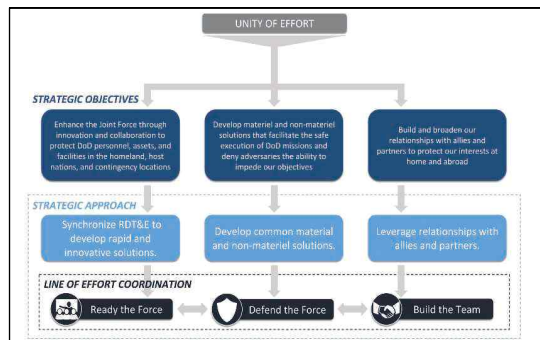 UNITY OF EFFORT
STRATEGIC OBJECTIVES
Enhance the Joint Force through
innovation and collaboration to
protect DoD personnel, assets, and
facilities in the homeland, host
nations, and contingency locations
Develop materiel and non-materiel
solutions that facilitate the safe
execution of DoD missions and
deny adversaries the ability to
impede our objectives
Build and broaden our
relationships with allies and
partners to protect our interests at
home and abroad
STRATEGIC APPROACH
Synchronize RDT&E to
develop rapid and
innovative solutions.
Develop common material
and non-materiel solutions.
Leverage relationships with
allies and partners.
LINE OF EFFORT COORDINATION
Ready the Force
Defend the Force
Build the Team